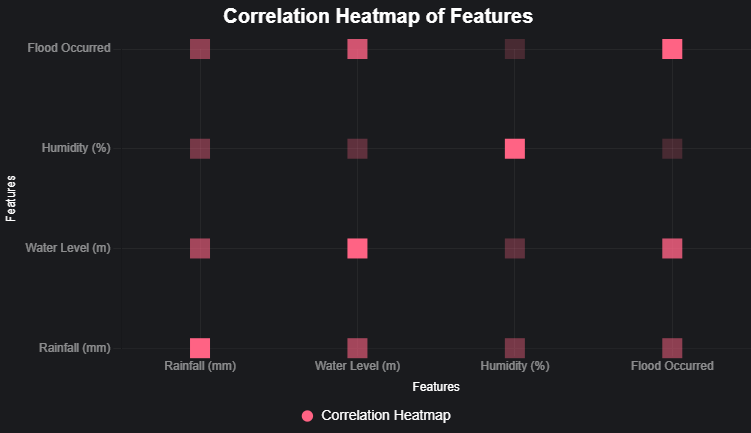 Correlation Heatmap of Features
Flood Occurred
Humidity (%)
Water Level (m)
Rainfall (mm)
Features
Rainfall (mm)
Water Level (m)
Humidity (%)
Flood Occurred
Features
Correlation Heatmap